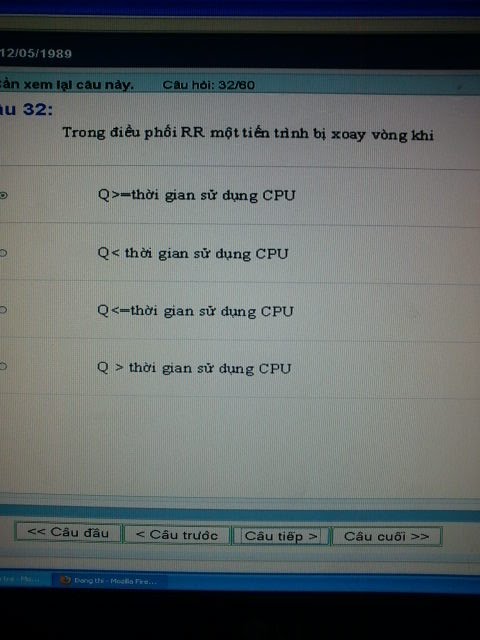 12/05/1989
cần xem lại câu này. Câu hỏi: 32/60
âu 32:
Trong điều phối RR một tiến trình bị xoay vòng khi
Q>=thời gian sử dụng CPU
Q< thời gian sử dụng CPU
Q<=thời gian sử dụng CPU
Q > thời gian sử dụng CPU
<< Câu đầu < Câu trước Câu tiếp > Câu cuối >>
Dang thi - Mozilla Fire...